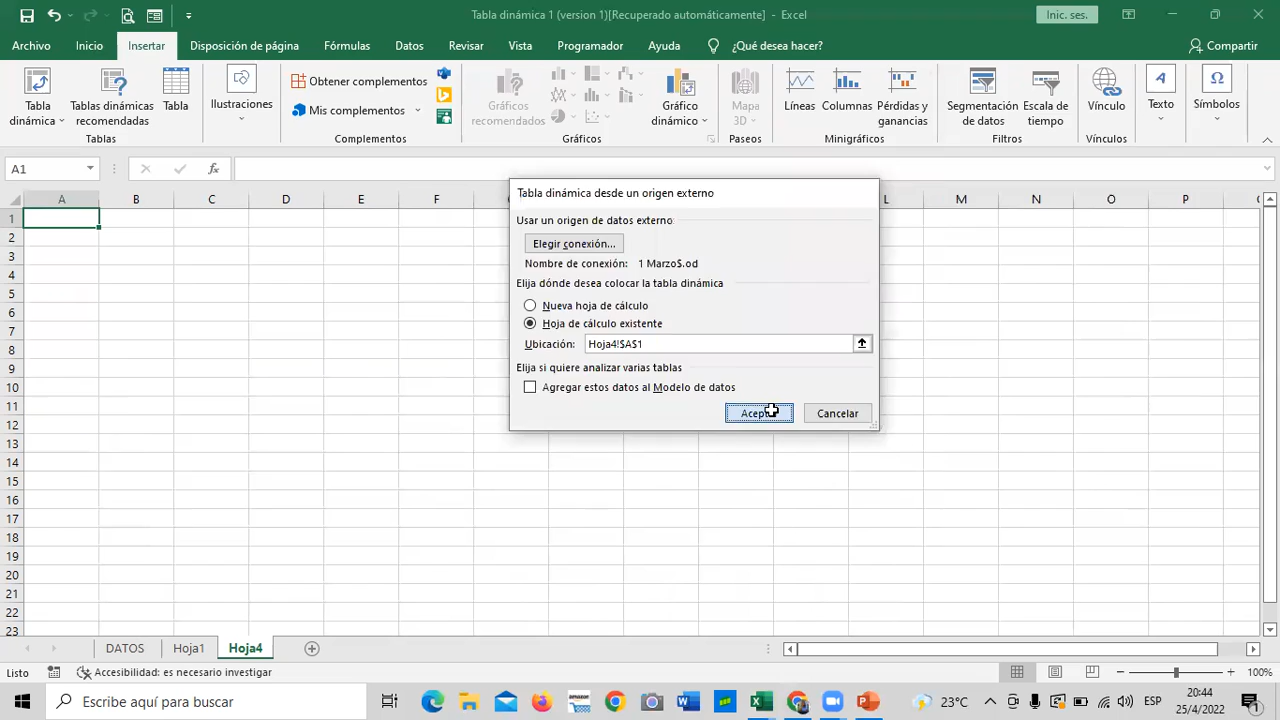 Tabla dinámica 1 (version 1)[Recuperado automáticamente] - Excel
Inic. ses.
Archivo Inicio Insertar Disposición de página Fórmulas Datos Revisar Vista Programador Ayuda ¿Qué desea hacer? Compartir
Tabla dinámica
Tablas dinámicas recomendadas
Tabla
Tablas
Ilustraciones
Obtener complementos
Mis complementos
Complementos
Gráficos recomendados
Gráficos
Gráfico dinámico
Mapa 3D
Paseos
Líneas
Columnas
Pérdidas y ganancias
Minigráficos
Segmentación de datos
Escala de tiempo
Filtros
Vínculo
Vínculos
Texto
Símbolos
A1
fx
A B C D E F L M N O P
1
2
3
4
5
6
7
8
9
10
11
12
13
14
15
16
17
18
19
20
21
22
23
Tabla dinámica desde un origen externo
Usar un origen de datos externo
Elegir conexión...
Nombre de conexión: 1 Marzo$.od
Elija dónde desea colocar la tabla dinámica
Nueva hoja de cálculo
Hoja de cálculo existente
Ubicación: Hoja4!$A$1
Elija si quiere analizar varias tablas
Agregar estos datos al Modelo de datos
Cancelar
DATOS Hoja1 Hoja4
Listo
Accesibilidad: es necesario investigar
100%
Escribe aquí para buscar
23°C
ESP
20:44
25/4/2022